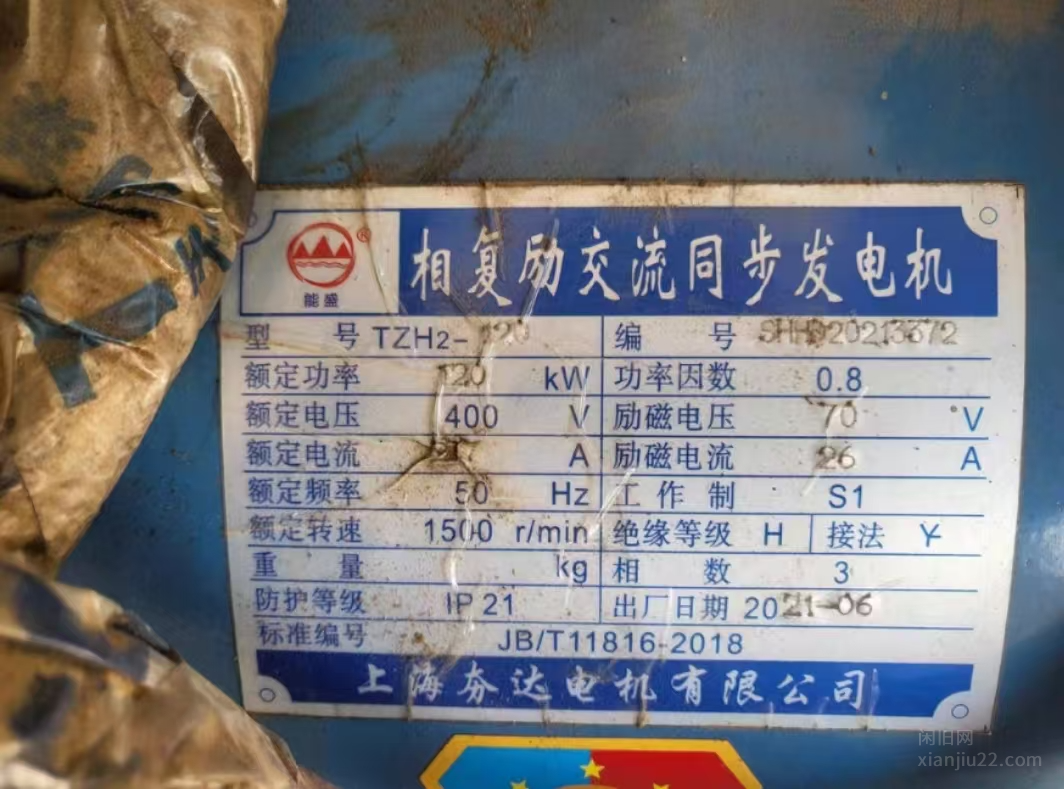 能盛 ®
相复励交流同步发电机
型号 TZH2-120 编号 SHHD20213372
额定功率 120 kW 功率因数 0.8
额定电压 400 V 励磁电压 70 V
额定电流 A 励磁电流 26 A
额定频率 50 Hz 工作制 S1
额定转速 1500 r/min 绝缘等级 H 接法 Y
重量 kg 相数 3
防护等级 IP 21 出厂日期 2021-06
标准编号 JB/T11816-2018
上海夯达电机有限公司
闲旧网
xianjiu22.com